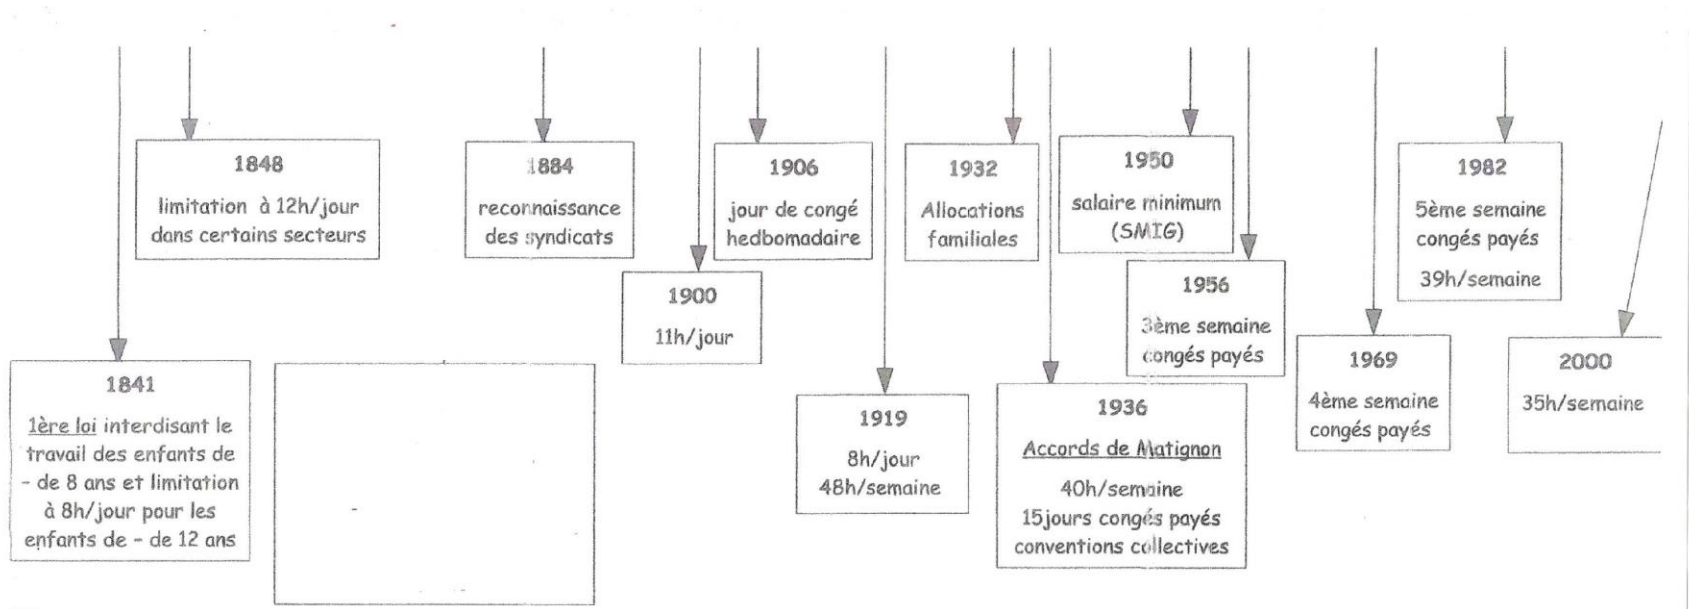 1848
limitation à 12h/jour
dans certains secteurs
1884
reconnaissance
des syndicats
1906
jour de congé
hedbomadaire
1932
Allocations
familiales
1950
salaire minimum
(SMIG)
1982
5ème semaine
congés payés
39h/semaine
1900
11h/jour
1956
3ème semaine
congés payés
1841
1ère loi interdisant le
travail des enfants de
- de 8 ans et limitation
à 8h/jour pour les
enfants de - de 12 ans
1919
8h/jour
48h/semaine
1936
Accords de Matignon
40h/semaine
15jours congés payés
conventions collectives
1969
4ème semaine
congés payés
2000
35h/semaine